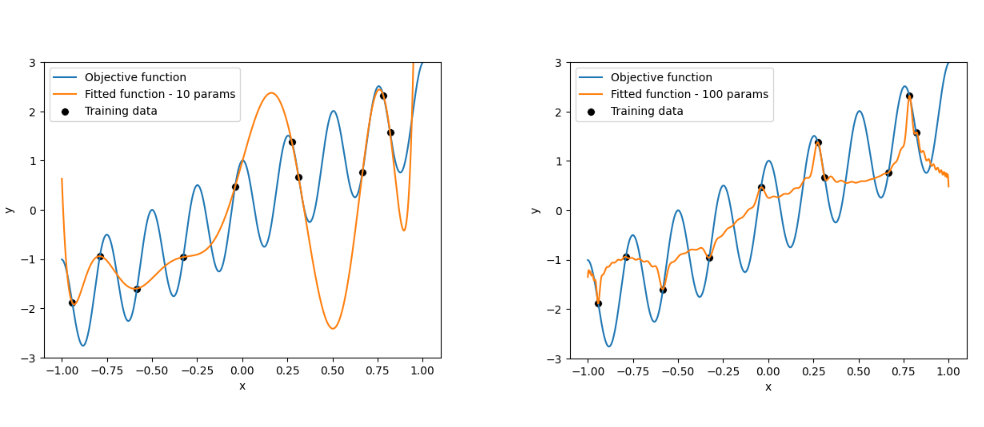 Objective function
Fitted function - 10 params
Training data
3
2
1
0
−1
−2
−3
y
−1.00 −0.75 −0.50 −0.25 0.00 0.25 0.50 0.75 1.00
x
Objective function
Fitted function - 100 params
Training data
3
2
1
0
−1
−2
−3
y
−1.00 −0.75 −0.50 −0.25 0.00 0.25 0.50 0.75 1.00
x